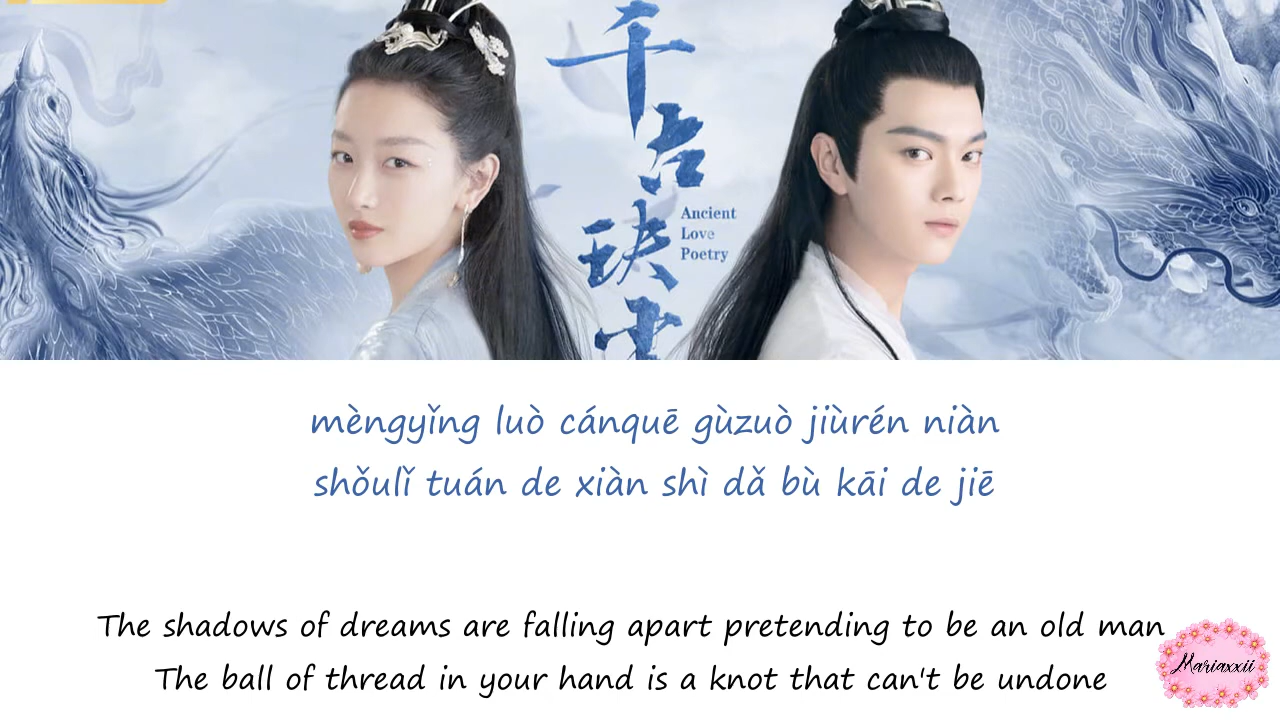 千古玦尘
Ancient
Love
Poetry
mèngyǐng luò cánquē gùzuò jiùrén niàn
shǒulǐ tuán de xiàn shì dǎ bù kāi de jiē
The shadows of dreams are falling apart pretending to be an old man
The ball of thread in your hand is a knot that can't be undone
Mariaxxii